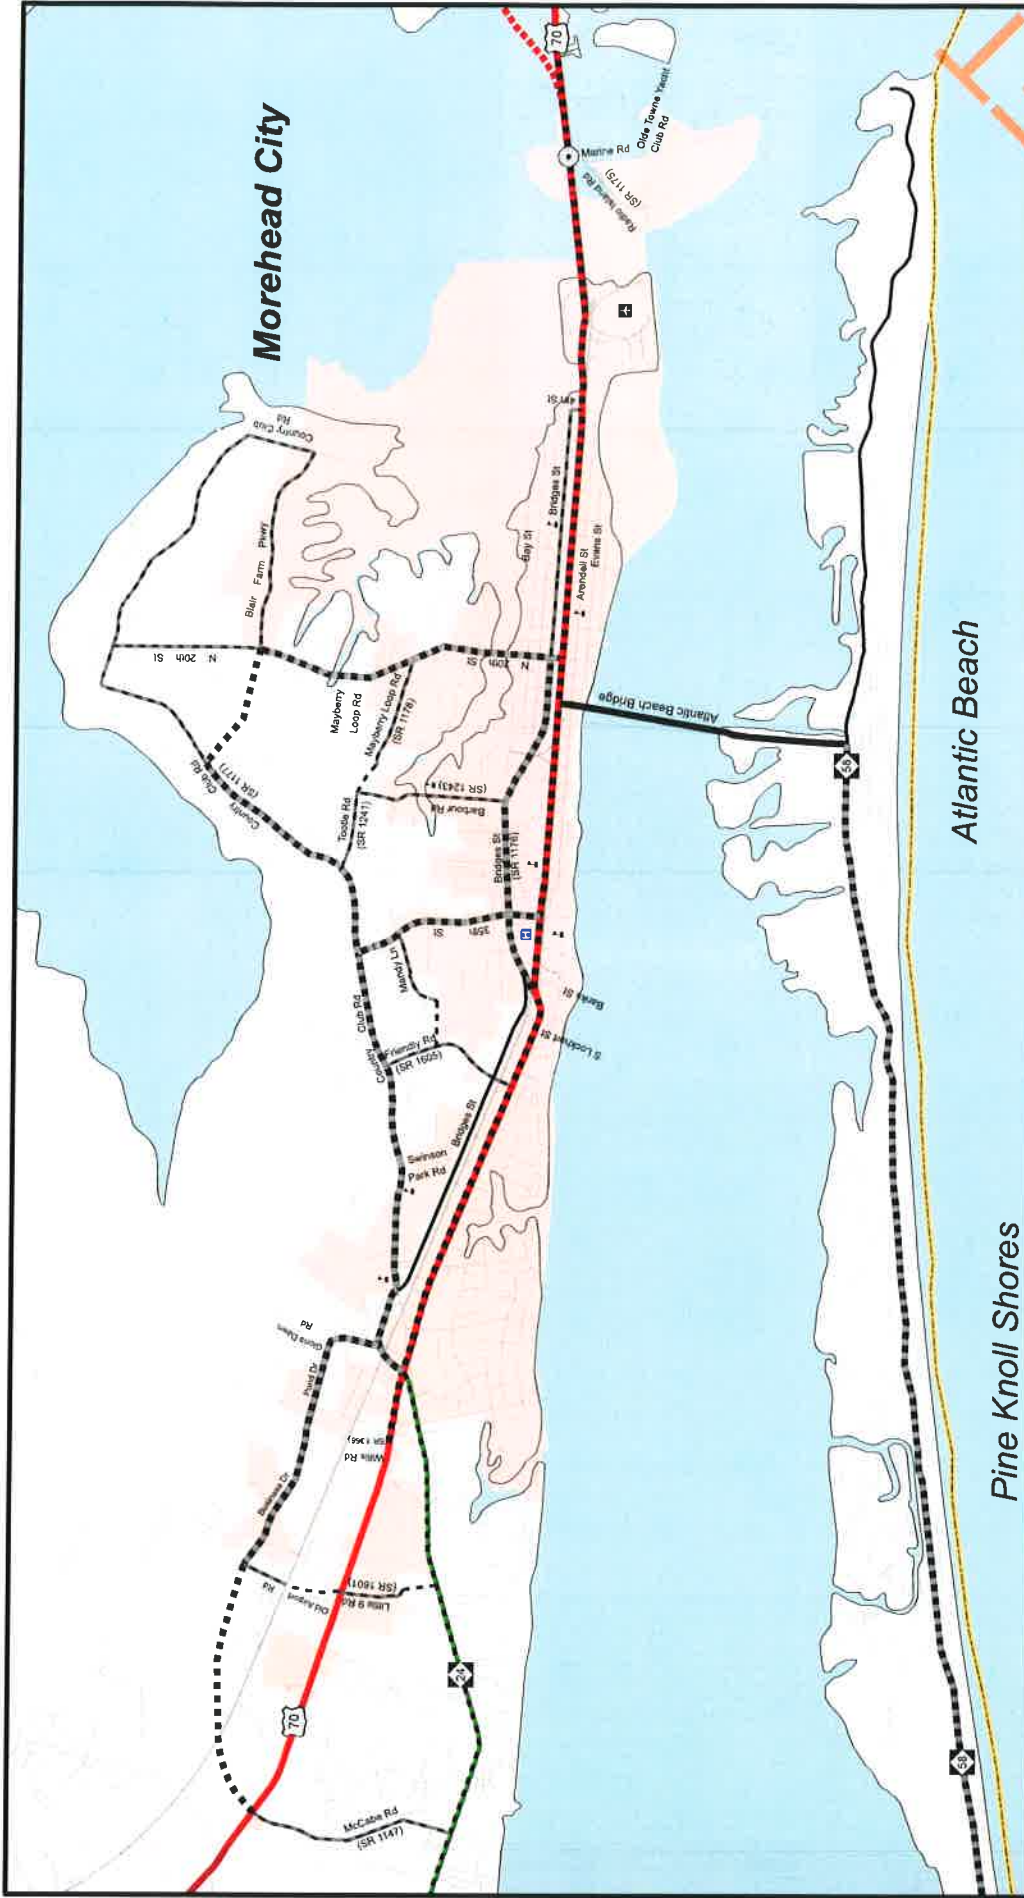 Morehead City
70
Marine Rd
Olde Towne Yacht
Club Rd
Radio Island Rd
(SR 1175)
4th St
Country Club
Rd
Blair Farm Pkwy
N. 20th St
Bridges St
Bay St
Arendell St
Evans St
N 20th St
Mayberry
Loop Rd
Mayberry Loop Rd
(SR 1178)
Country Club Rd
(SR 1177)
Tootle Rd
(SR 1241)
Barbour Rd
(SR 1243)
Bridges St
(SR 1176)
Atlantic Beach Bridge
58
Atlantic Beach
35th St
H
Mandy Ln
Country Club Rd
Friendly Rd
(SR 1605)
Banks St
S Lockhart St
Bridges St
Swinson
Park Rd
Gloria Dawn
Rd
Pond Dr
Business Dr
Willis Rd
Old Airport Rd
Little 9 Rd
(SR 1601)
24
70
McCabe Rd
(SR 1147)
58
Pine Knoll Shores